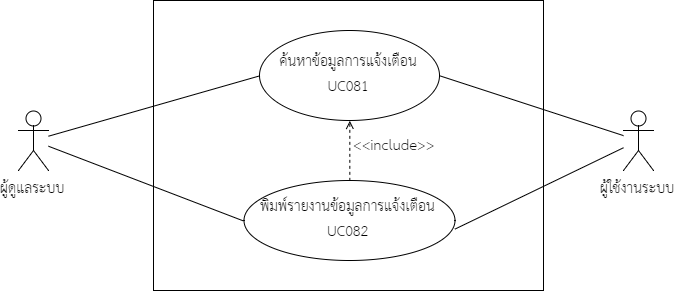 ค้นหาข้อมูลการแจ้งเตือน
UC081
<<include>>
ผู้ดูแลระบบ
ผู้ใช้งานระบบ
พิมพ์รายงานข้อมูลการแจ้งเตือน
UC082